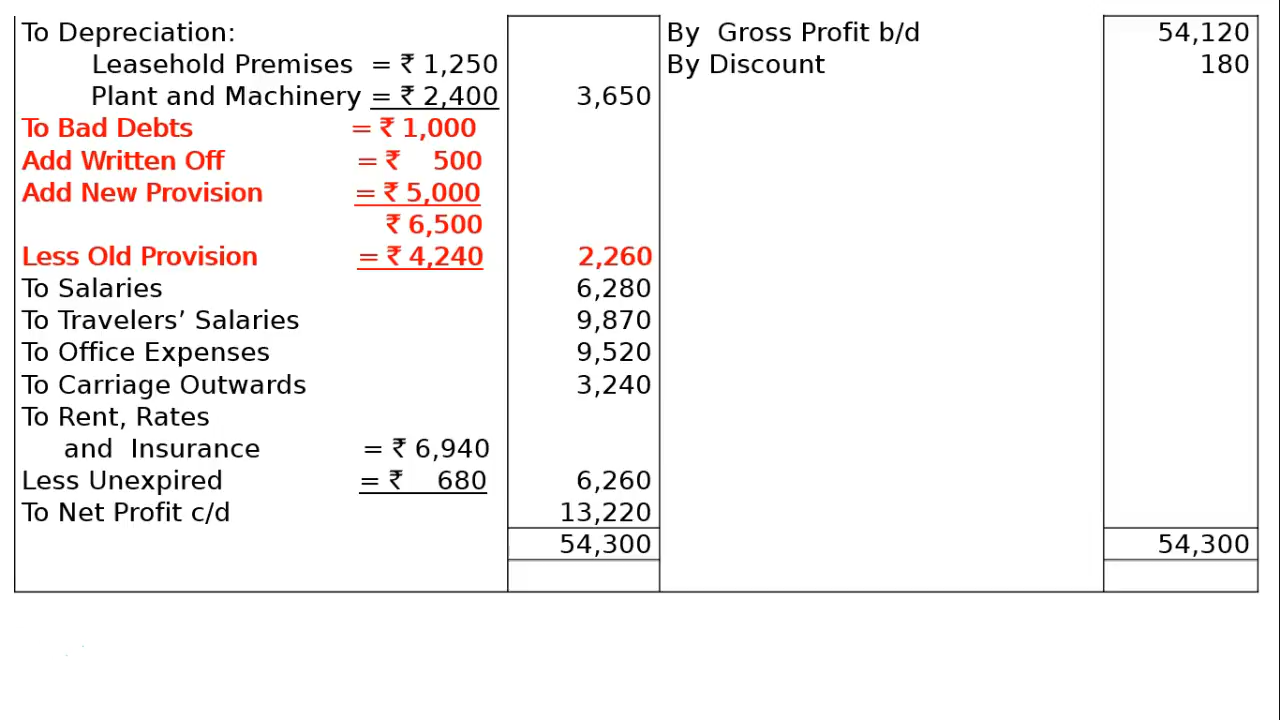 To Depreciation: By Gross Profit b/d 54,120
Leasehold Premises = ₹ 1,250 By Discount 180
Plant and Machinery = ₹ 2,400 3,650
To Bad Debts = ₹ 1,000
Add Written Off = ₹ 500
Add New Provision = ₹ 5,000
₹ 6,500
Less Old Provision = ₹ 4,240 2,260
To Salaries 6,280
To Travelers’ Salaries 9,870
To Office Expenses 9,520
To Carriage Outwards 3,240
To Rent, Rates
and Insurance = ₹ 6,940
Less Unexpired = ₹ 680 6,260
To Net Profit c/d 13,220
54,300 54,300